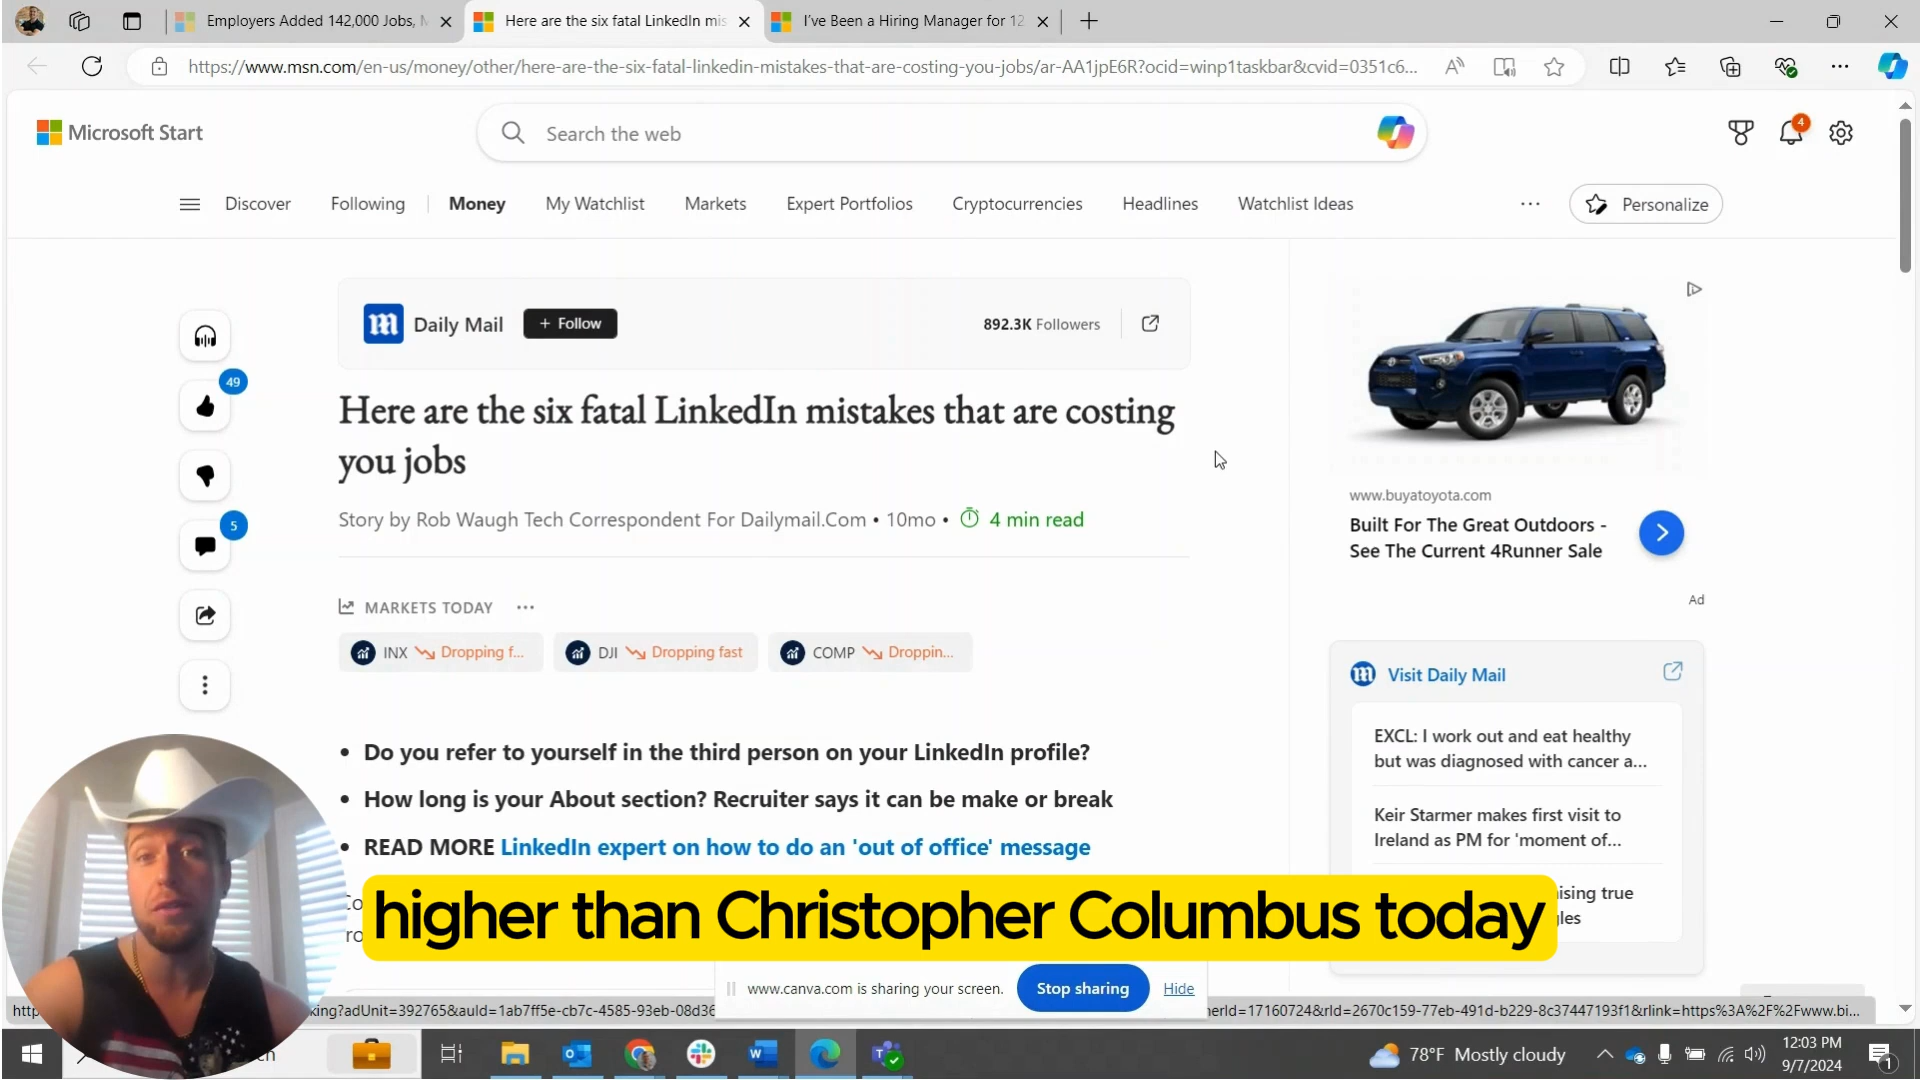 Employers Added 142,000 Jobs, M
Here are the six fatal LinkedIn mis
I've Been a Hiring Manager for 12
https://www.msn.com/en-us/money/other/here-are-the-six-fatal-linkedin-mistakes-that-are-costing-you-jobs/ar-AA1jpE6R?ocid=winp1taskbar&cvid=0351c6...
Microsoft Start
Search the web
4
Discover
Following
Money
My Watchlist
Markets
Expert Portfolios
Cryptocurrencies
Headlines
Watchlist Ideas
Personalize
Daily Mail
+ Follow
892.3K Followers
49
5
Here are the six fatal LinkedIn mistakes that are costing
you jobs
Story by Rob Waugh Tech Correspondent For Dailymail.Com • 10mo •
4 min read
MARKETS TODAY
INX Dropping f...
DJI Dropping fast
COMP Droppin...
• Do you refer to yourself in the third person on your LinkedIn profile?
• How long is your About section? Recruiter says it can be make or break
• READ MORE LinkedIn expert on how to do an 'out of office' message
www.buyatoyota.com
Built For The Great Outdoors -
See The Current 4Runner Sale
Ad
Visit Daily Mail
EXCL: I work out and eat healthy
but was diagnosed with cancer a...
Keir Starmer makes first visit to
Ireland as PM for 'moment of...
true
higher than Christopher Columbus today
www.canva.com is sharing your screen.
Stop sharing
Hide
78°F Mostly cloudy
12:03 PM
9/7/2024
1